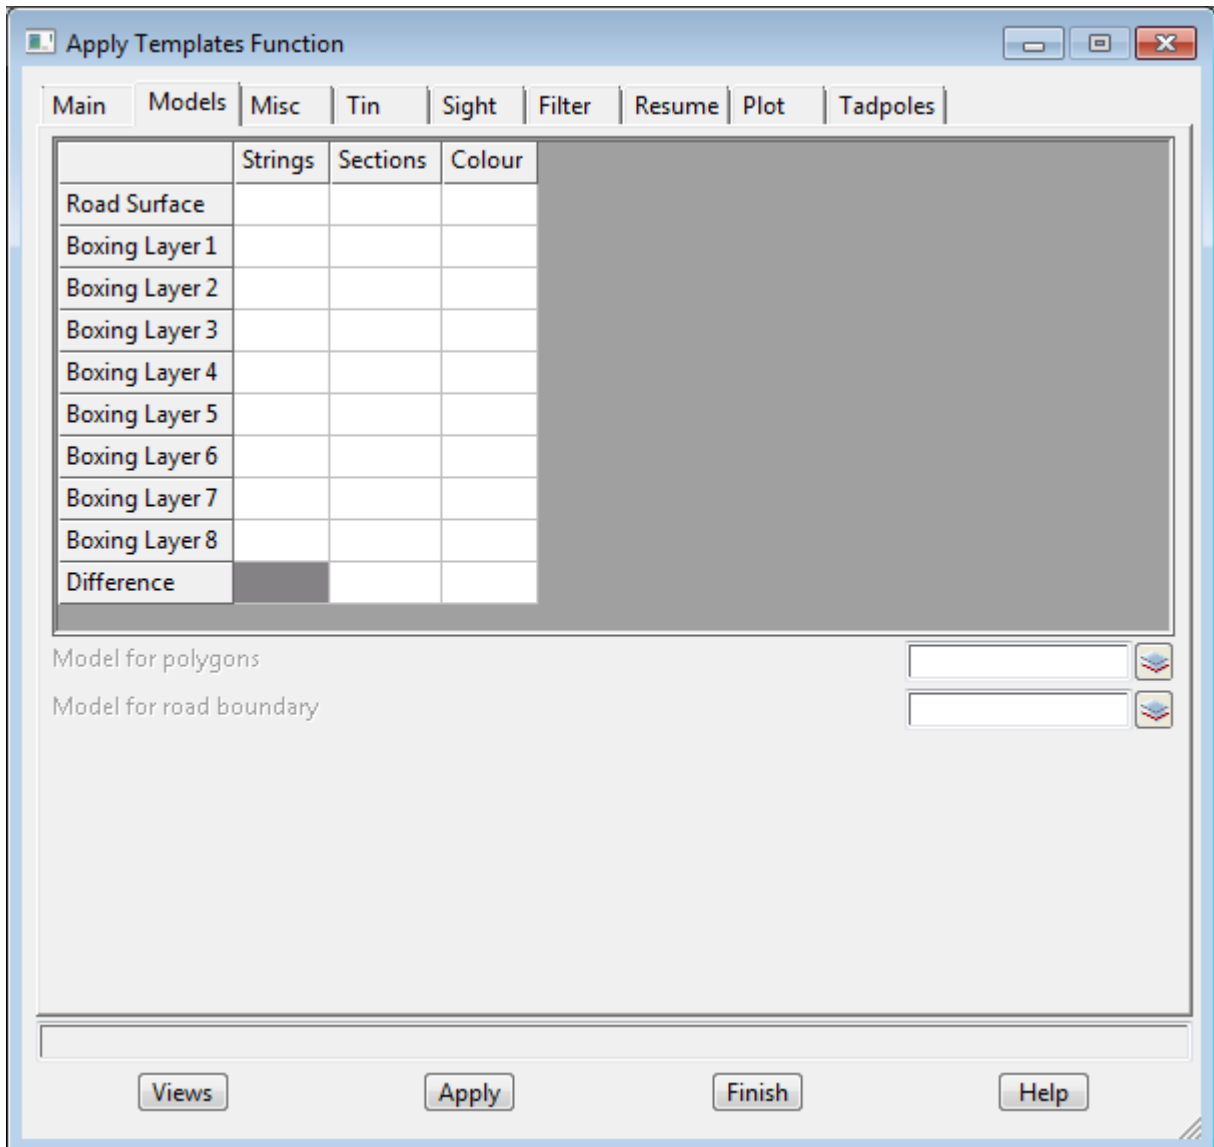 Apply Templates Function
Main Models Misc Tin Sight Filter Resume Plot Tadpoles
Strings Sections Colour
Road Surface
Boxing Layer 1
Boxing Layer 2
Boxing Layer 3
Boxing Layer 4
Boxing Layer 5
Boxing Layer 6
Boxing Layer 7
Boxing Layer 8
Difference
Model for polygons
Model for road boundary
Views Apply Finish Help